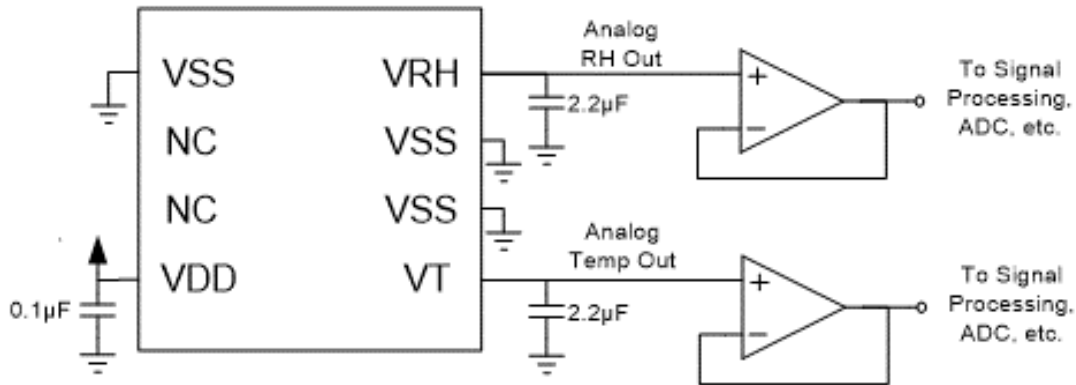 VSS
NC
NC
VDD
0.1µF
VRH
VSS
VSS
VT
Analog
RH Out
2.2µF
+
−
To Signal
Processing,
ADC, etc.
Analog
Temp Out
2.2µF
+
−
To Signal
Processing,
ADC, etc.